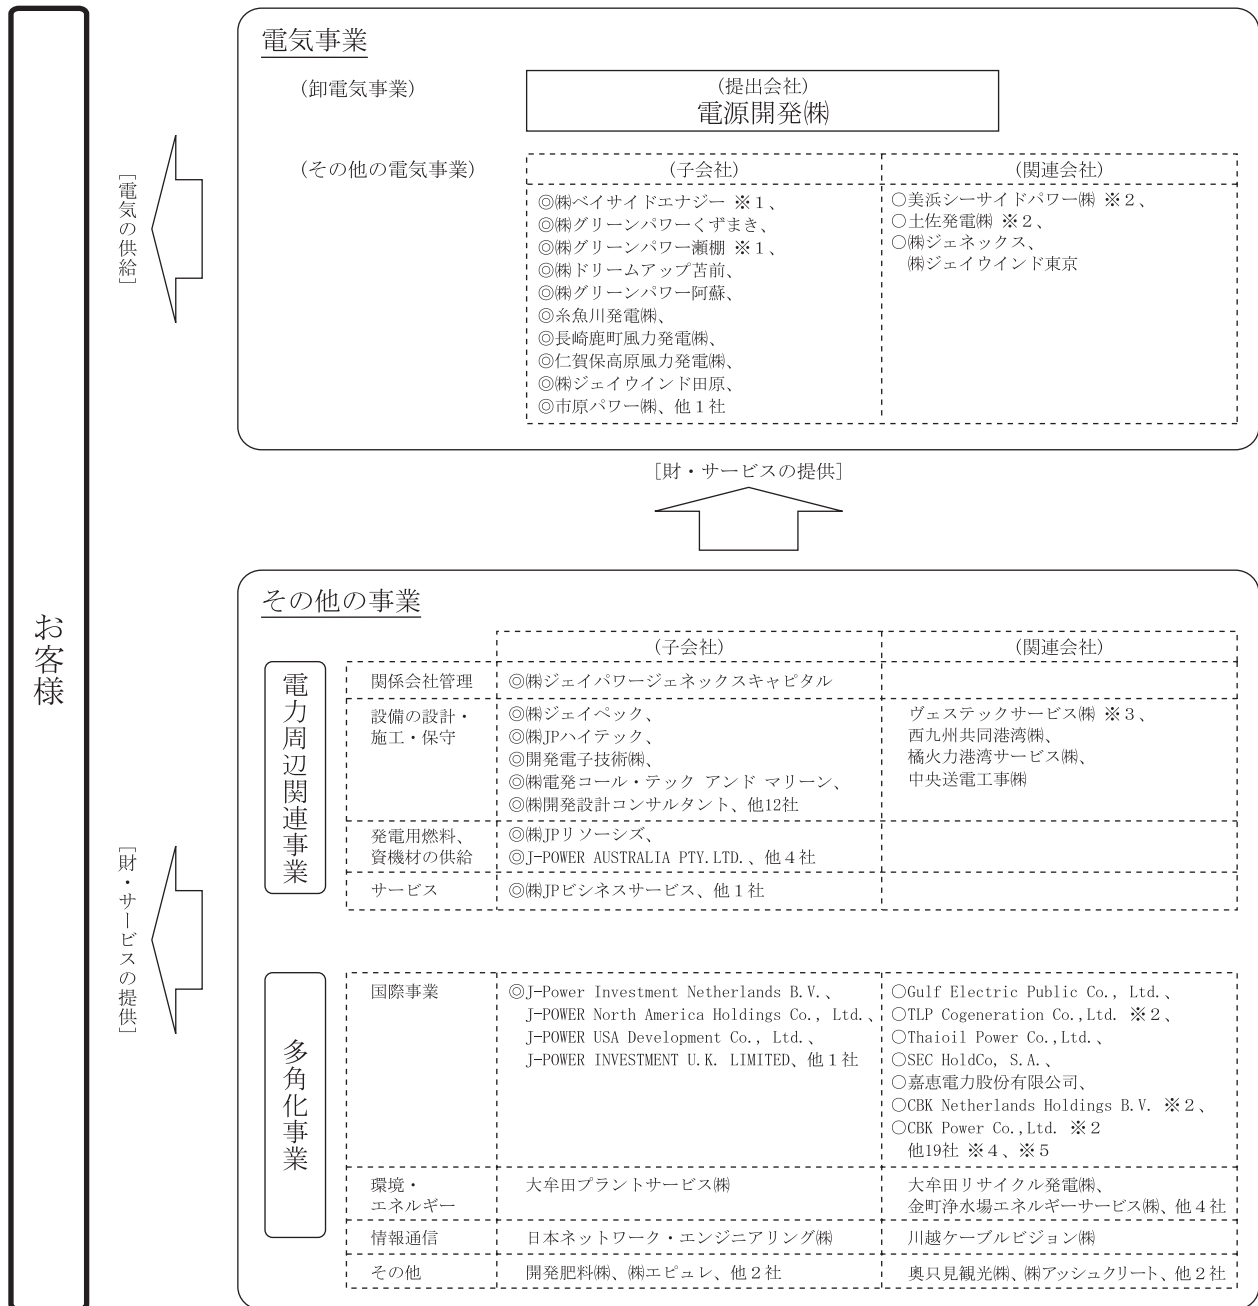 お客様
[電気の供給]
[財・サービスの提供]
電気事業
(卸電気事業)
(提出会社)
電源開発㈱
(その他の電気事業)
(子会社)
◎㈱ベイサイドエナジー ※１、
◎㈱グリーンパワーくずまき、
◎㈱グリーンパワー瀬棚 ※１、
◎㈱ドリームアップ苫前、
◎㈱グリーンパワー阿蘇、
◎糸魚川発電㈱、
◎長崎鹿町風力発電㈱、
◎仁賀保高原風力発電㈱、
◎㈱ジェイウインド田原、
◎市原パワー㈱、他１社
(関連会社)
○美浜シーサイドパワー㈱ ※２、
○土佐発電㈱ ※２、
○㈱ジェネックス、
㈱ジェイウインド東京
[財・サービスの提供]
その他の事業
(子会社)
(関連会社)
電力周辺関連事業
関係会社管理
◎㈱ジェイパワージェネックスキャピタル
設備の設計・
施工・保守
◎㈱ジェイペック、
◎㈱JPハイテック、
◎開発電子技術㈱、
◎㈱電発コール・テック アンド マリーン、
◎㈱開発設計コンサルタント、他12社
ヴェステックサービス㈱ ※３、
西九州共同港湾㈱、
橘火力港湾サービス㈱、
中央送電工事㈱
発電用燃料、
資機材の供給
◎㈱JPリソーシズ、
◎J-POWER AUSTRALIA PTY.LTD.、他４社
サービス
◎㈱JPビジネスサービス、他１社
多角化事業
国際事業
◎J-Power Investment Netherlands B.V.、
J-POWER North America Holdings Co., Ltd.、
J-POWER USA Development Co., Ltd.、
J-POWER INVESTMENT U.K. LIMITED、他１社
○Gulf Electric Public Co., Ltd.、
○TLP Cogeneration Co.,Ltd. ※２、
○Thaioil Power Co.,Ltd.、
○SEC HoldCo, S.A.、
○嘉恵電力股份有限公司、
○CBK Netherlands Holdings B.V. ※２、
○CBK Power Co.,Ltd. ※２
他19社 ※４、※５
環境・
エネルギー
大牟田プラントサービス㈱
大牟田リサイクル発電㈱、
金町浄水場エネルギーサービス㈱、他４社
情報通信
日本ネットワーク・エンジニアリング㈱
川越ケーブルビジョン㈱
その他
開発肥料㈱、㈱エピュレ、他２社
奥只見観光㈱、㈱アッシュクリート、他２社